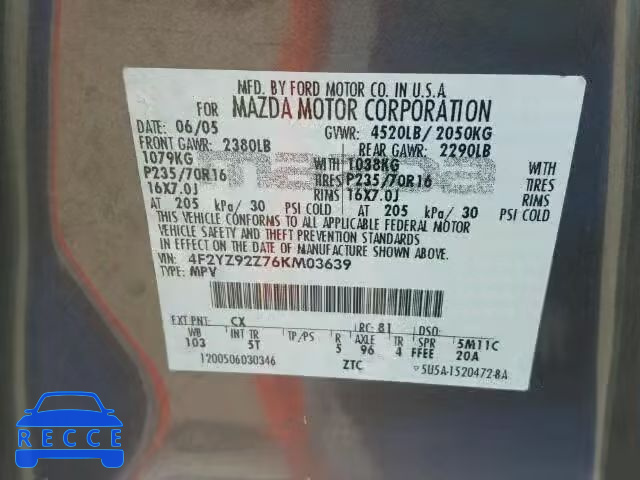 MFD. BY FORD MOTOR CO. IN U.S.A.
FOR MAZDA MOTOR CORPORATION
DATE: 06/05 GVWR: 4520LB/ 2050KG
FRONT GAWR: 2380LB REAR GAWR: 2290LB
1079KG WITH 1038KG WITH
P235/70R16 TIRES P235/70R16 TIRES
16X7.0J RIMS 16X7.0J RIMS
AT 205 kPa/ 30 PSI COLD AT 205 kPa/ 30 PSI COLD
THIS VEHICLE CONFORMS TO ALL APPLICABLE FEDERAL MOTOR
VEHICLE SAFETY AND THEFT PREVENTION STANDARDS
IN EFFECT ON THE DATE OF MANUFACTURE SHOWN ABOVE.
VIN: 4F2YZ92Z76KM03639
TYPE: MPV
EXT PNT: CX RC: 81 DSO:
WB INT TR TP/PS R AXLE TR SPR 5M11C
103 5T 5 96 4 FFEE 20A
1200506030346 ZTC 5U5A-1520472-BA
RECCE